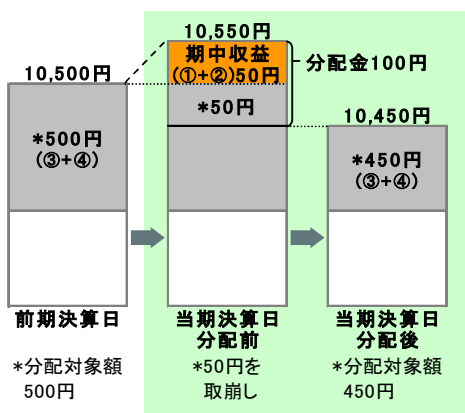 10,550円
期中収益
(①+②)50円
分配金100円
10,500円
*50円
10,450円
*500円
(③+④)
*450円
(③+④)
前期決算日
当期決算日
分配前
当期決算日
分配後
*分配対象額
500円
*50円を
取崩し
*分配対象額
450円